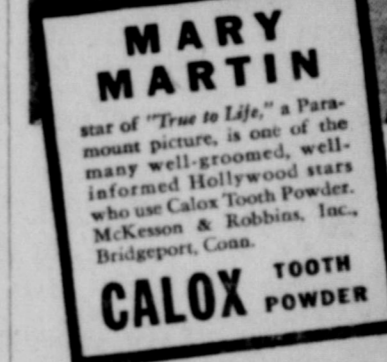 MARY
MARTIN
star of "True to Life," a Para-
mount picture, is one of the
many well-groomed, well-
informed Hollywood stars
who use Calox Tooth Powder.
McKesson & Robbins, Inc.,
Bridgeport, Conn.
CALOX TOOTH
POWDER